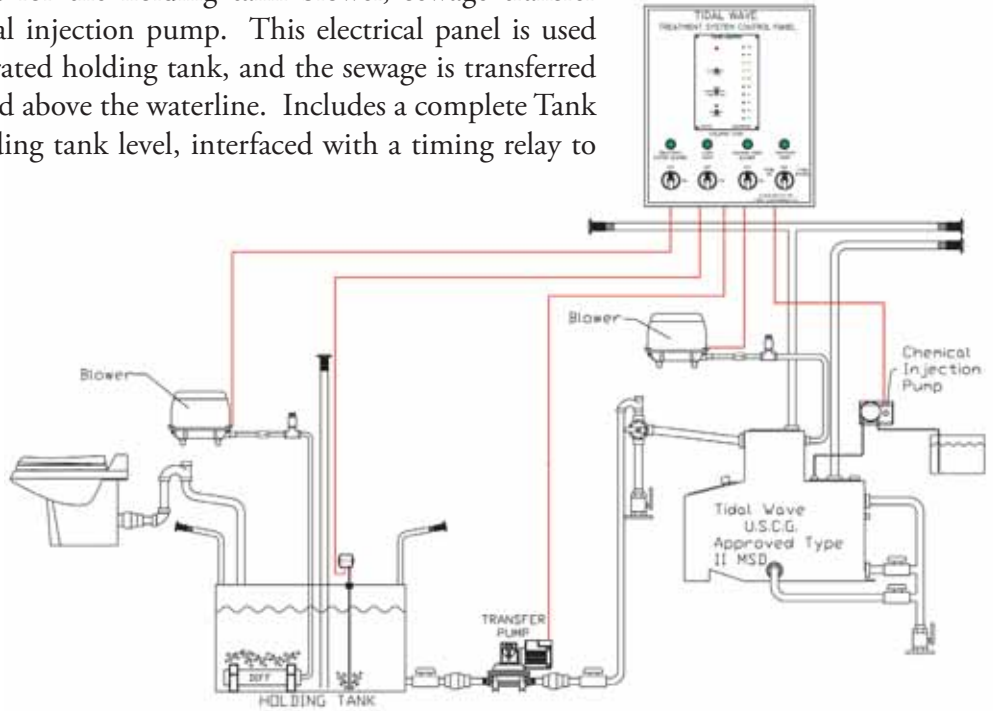 al injection pump. This electrical panel is used
rated holding tank, and the sewage is transferred
d above the waterline. Includes a complete Tank
ling tank level, interfaced with a timing relay to
TIDAL WAVE
TREATMENT SYSTEM CONTROL PANEL
Blower
Blower
Chemical
Injection
Pump
Tidal Wave
U.S.C.G.
Approved Type
II MSD
TRANSFER
PUMP
DIFF
HOLDING TANK